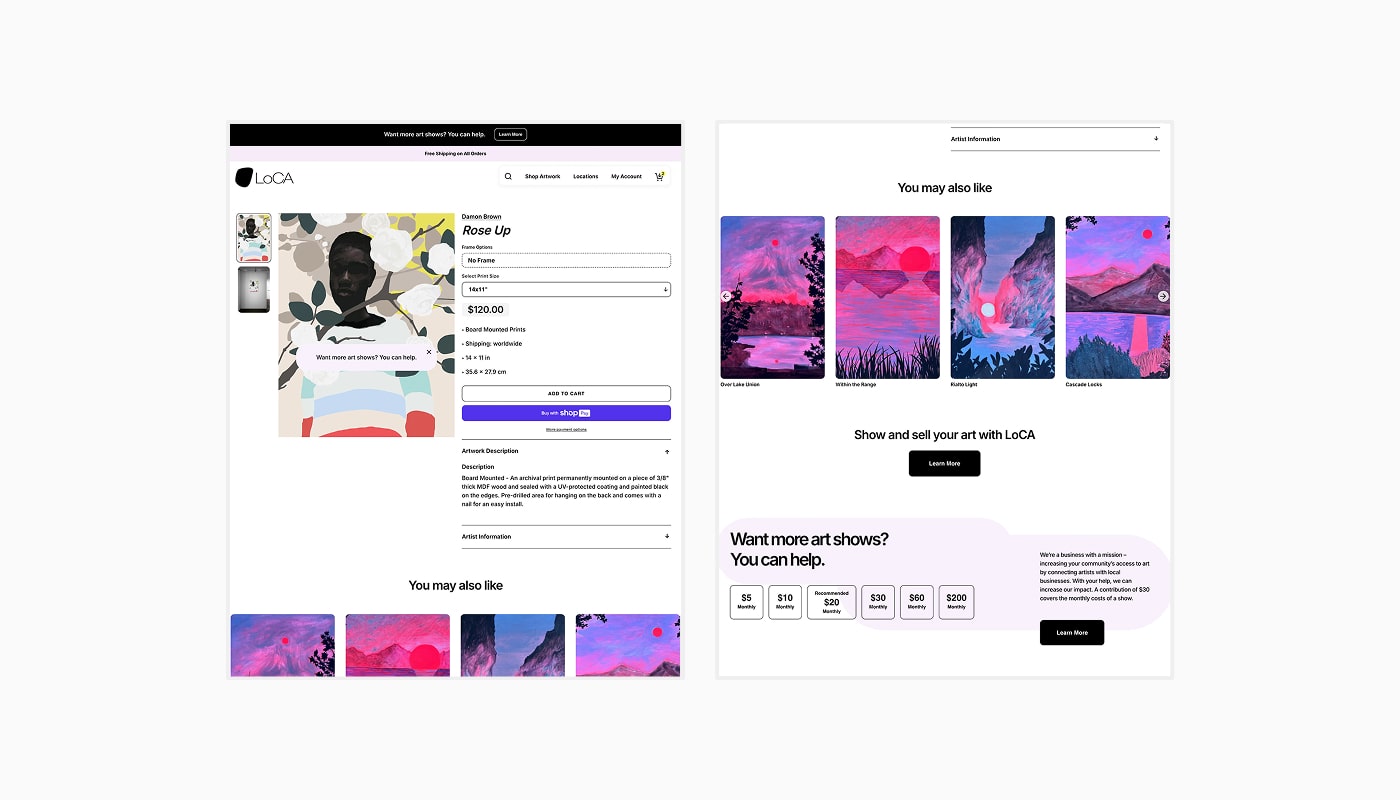 Want more art shows? You can help.
Learn More
Free Shipping on All Orders
LoCA
Shop Artwork
Locations
My Account
2
Damon Brown
Rose Up
Frame Options
No Frame
Select Print Size
14x11"
$120.00
• Board Mounted Prints
• Shipping: worldwide
• 14 × 11 in
• 35.6 × 27.9 cm
Want more art shows? You can help.
ADD TO CART
Buy with shop Pay
More payment options
Artwork Description
Description
Board Mounted - An archival print permanently mounted on a piece of 3/8"
thick MDF wood and sealed with a UV-protected coating and painted black
on the edges. Pre-drilled area for hanging on the back and comes with a
nail for an easy install.
Artist Information
You may also like
Artist Information
You may also like
Over Lake Union
Within the Range
Rialto Light
Cascade Locks
Show and sell your art with LoCA
Learn More
Want more art shows?
You can help.
$5
Monthly
$10
Monthly
Recommended
$20
Monthly
$30
Monthly
$60
Monthly
$200
Monthly
We're a business with a mission –
increasing your community's access to art
by connecting artists with local
businesses. With your help, we can
increase our impact. A contribution of $30
covers the monthly costs of a show.
Learn More